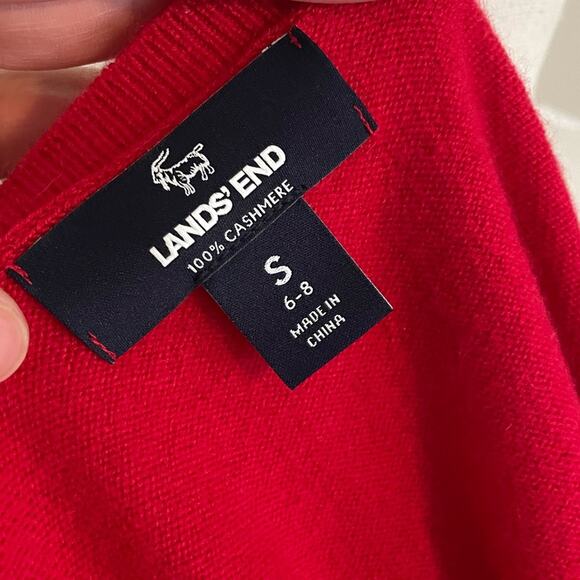 LANDS' END
100% CASHMERE
S
6-8
MADE IN
CHINA